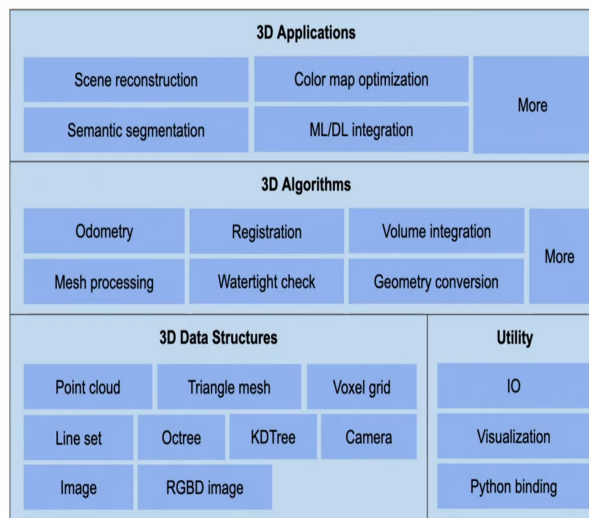 3D Applications
Scene reconstruction
Color map optimization
More
Semantic segmentation
ML/DL integration
3D Algorithms
Odometry
Registration
Volume integration
More
Mesh processing
Watertight check
Geometry conversion
3D Data Structures
Point cloud
Triangle mesh
Voxel grid
Line set
Octree
KDTree
Camera
Image
RGBD image
Utility
IO
Visualization
Python binding